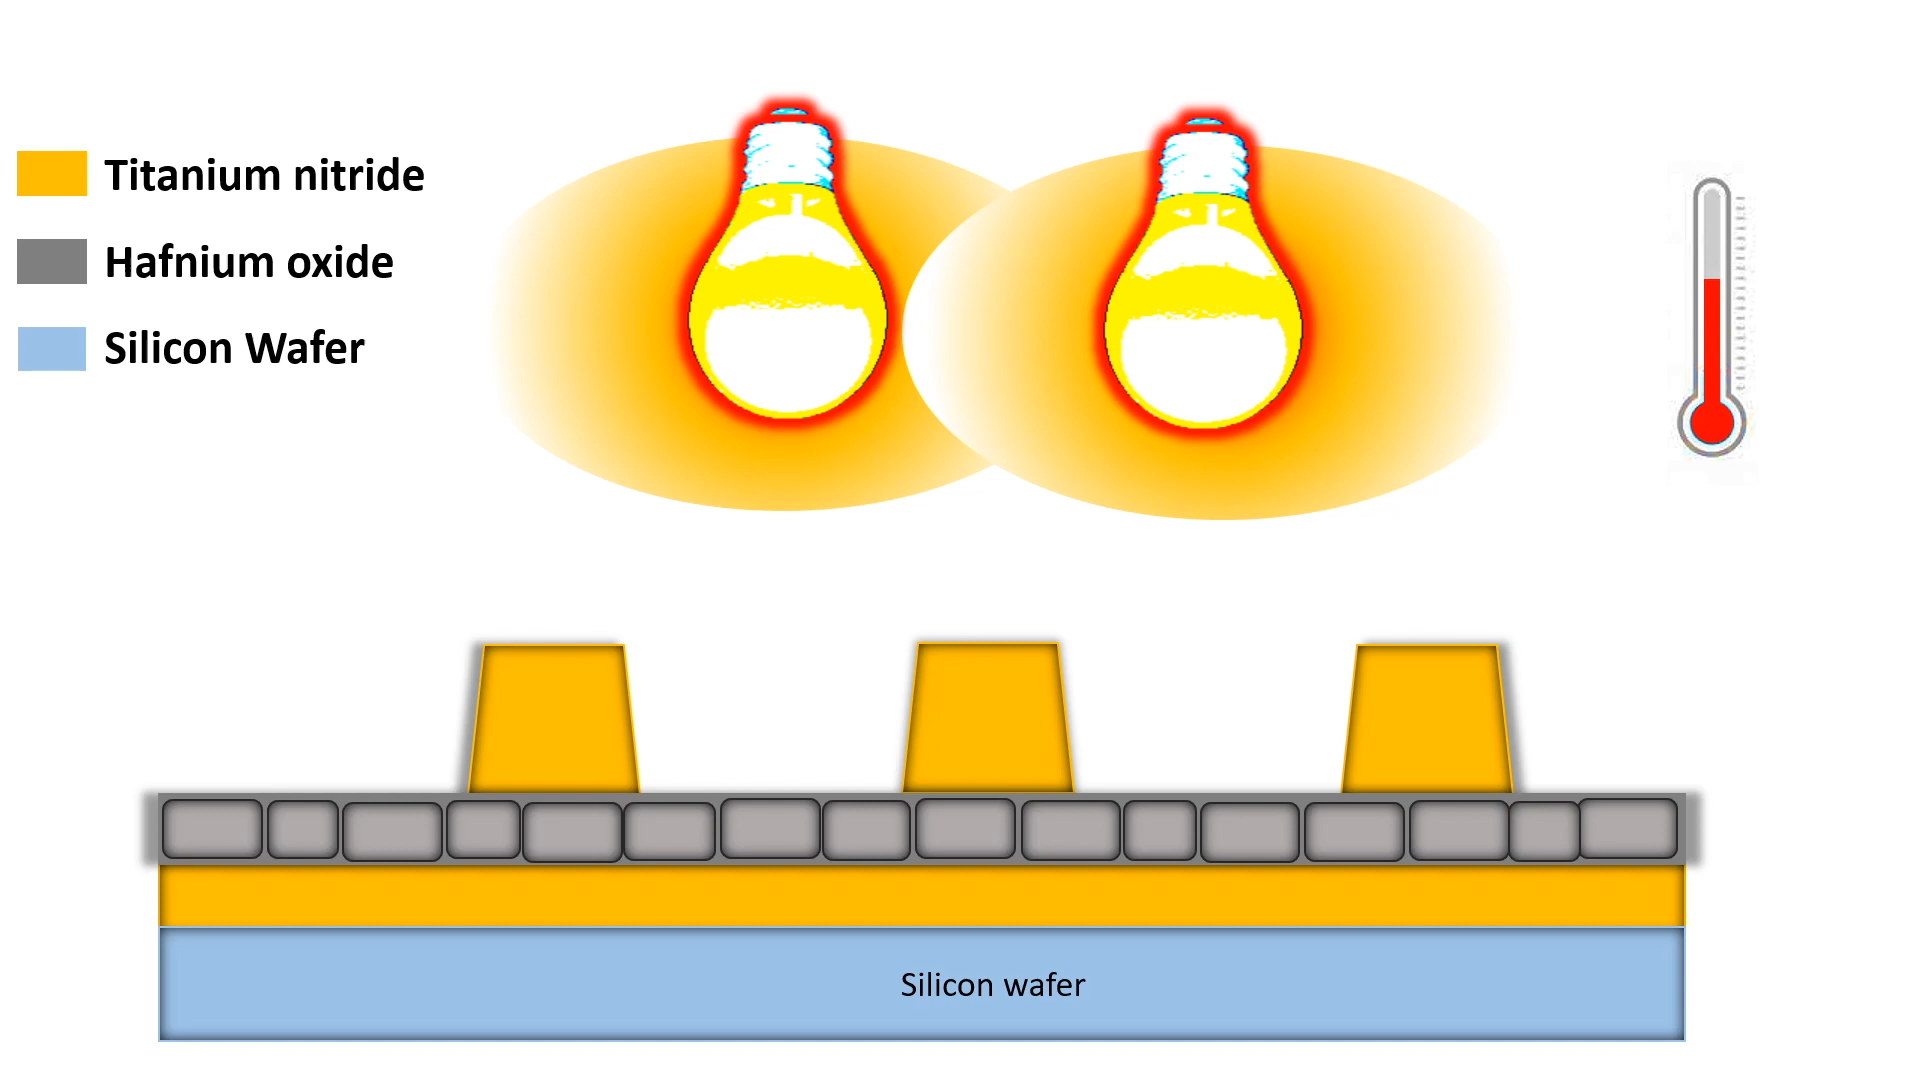 Titanium nitride
Hafnium oxide
Silicon Wafer
Silicon wafer